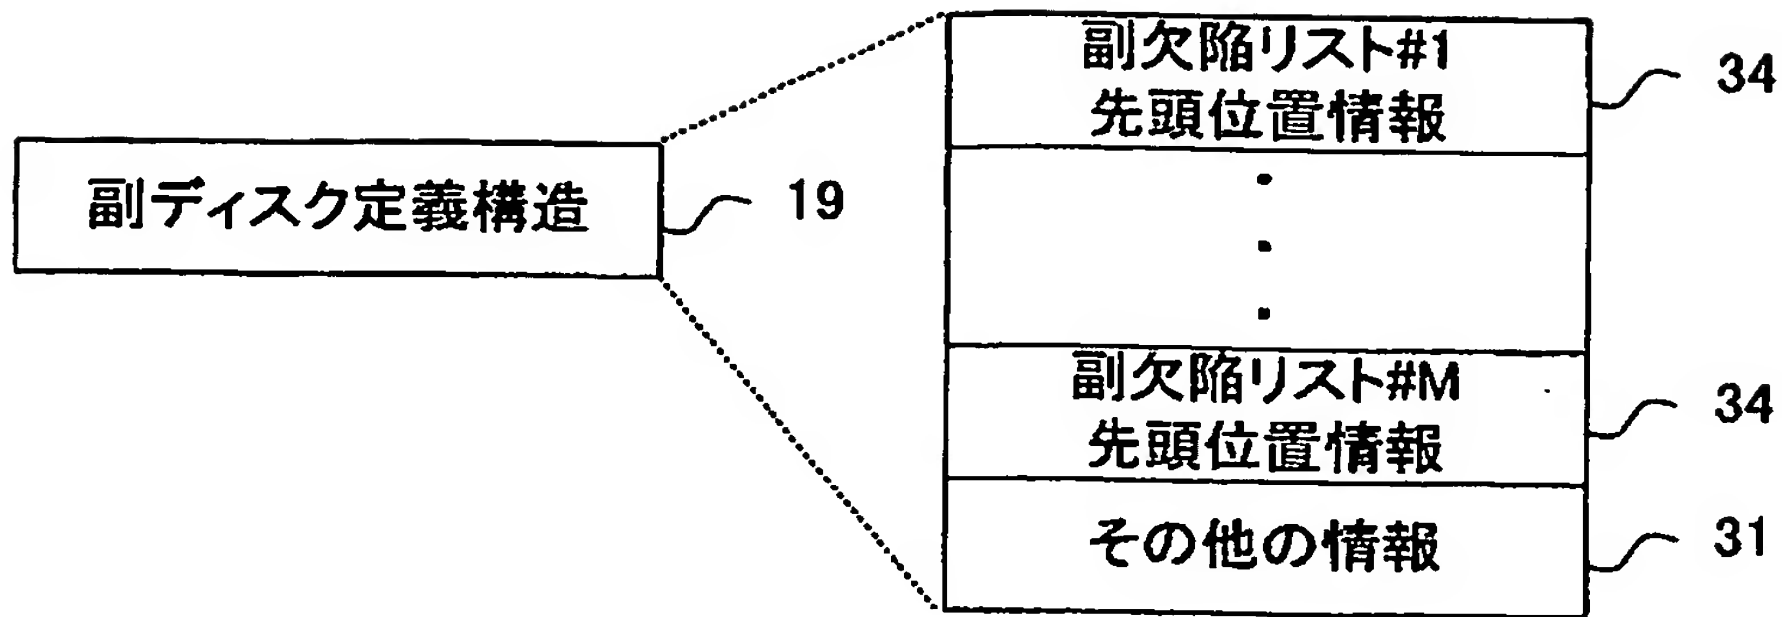 副ディスク定義構造
19
副欠陥リスト#1
先頭位置情報
34
副欠陥リスト#M
先頭位置情報
34
その他の情報
31